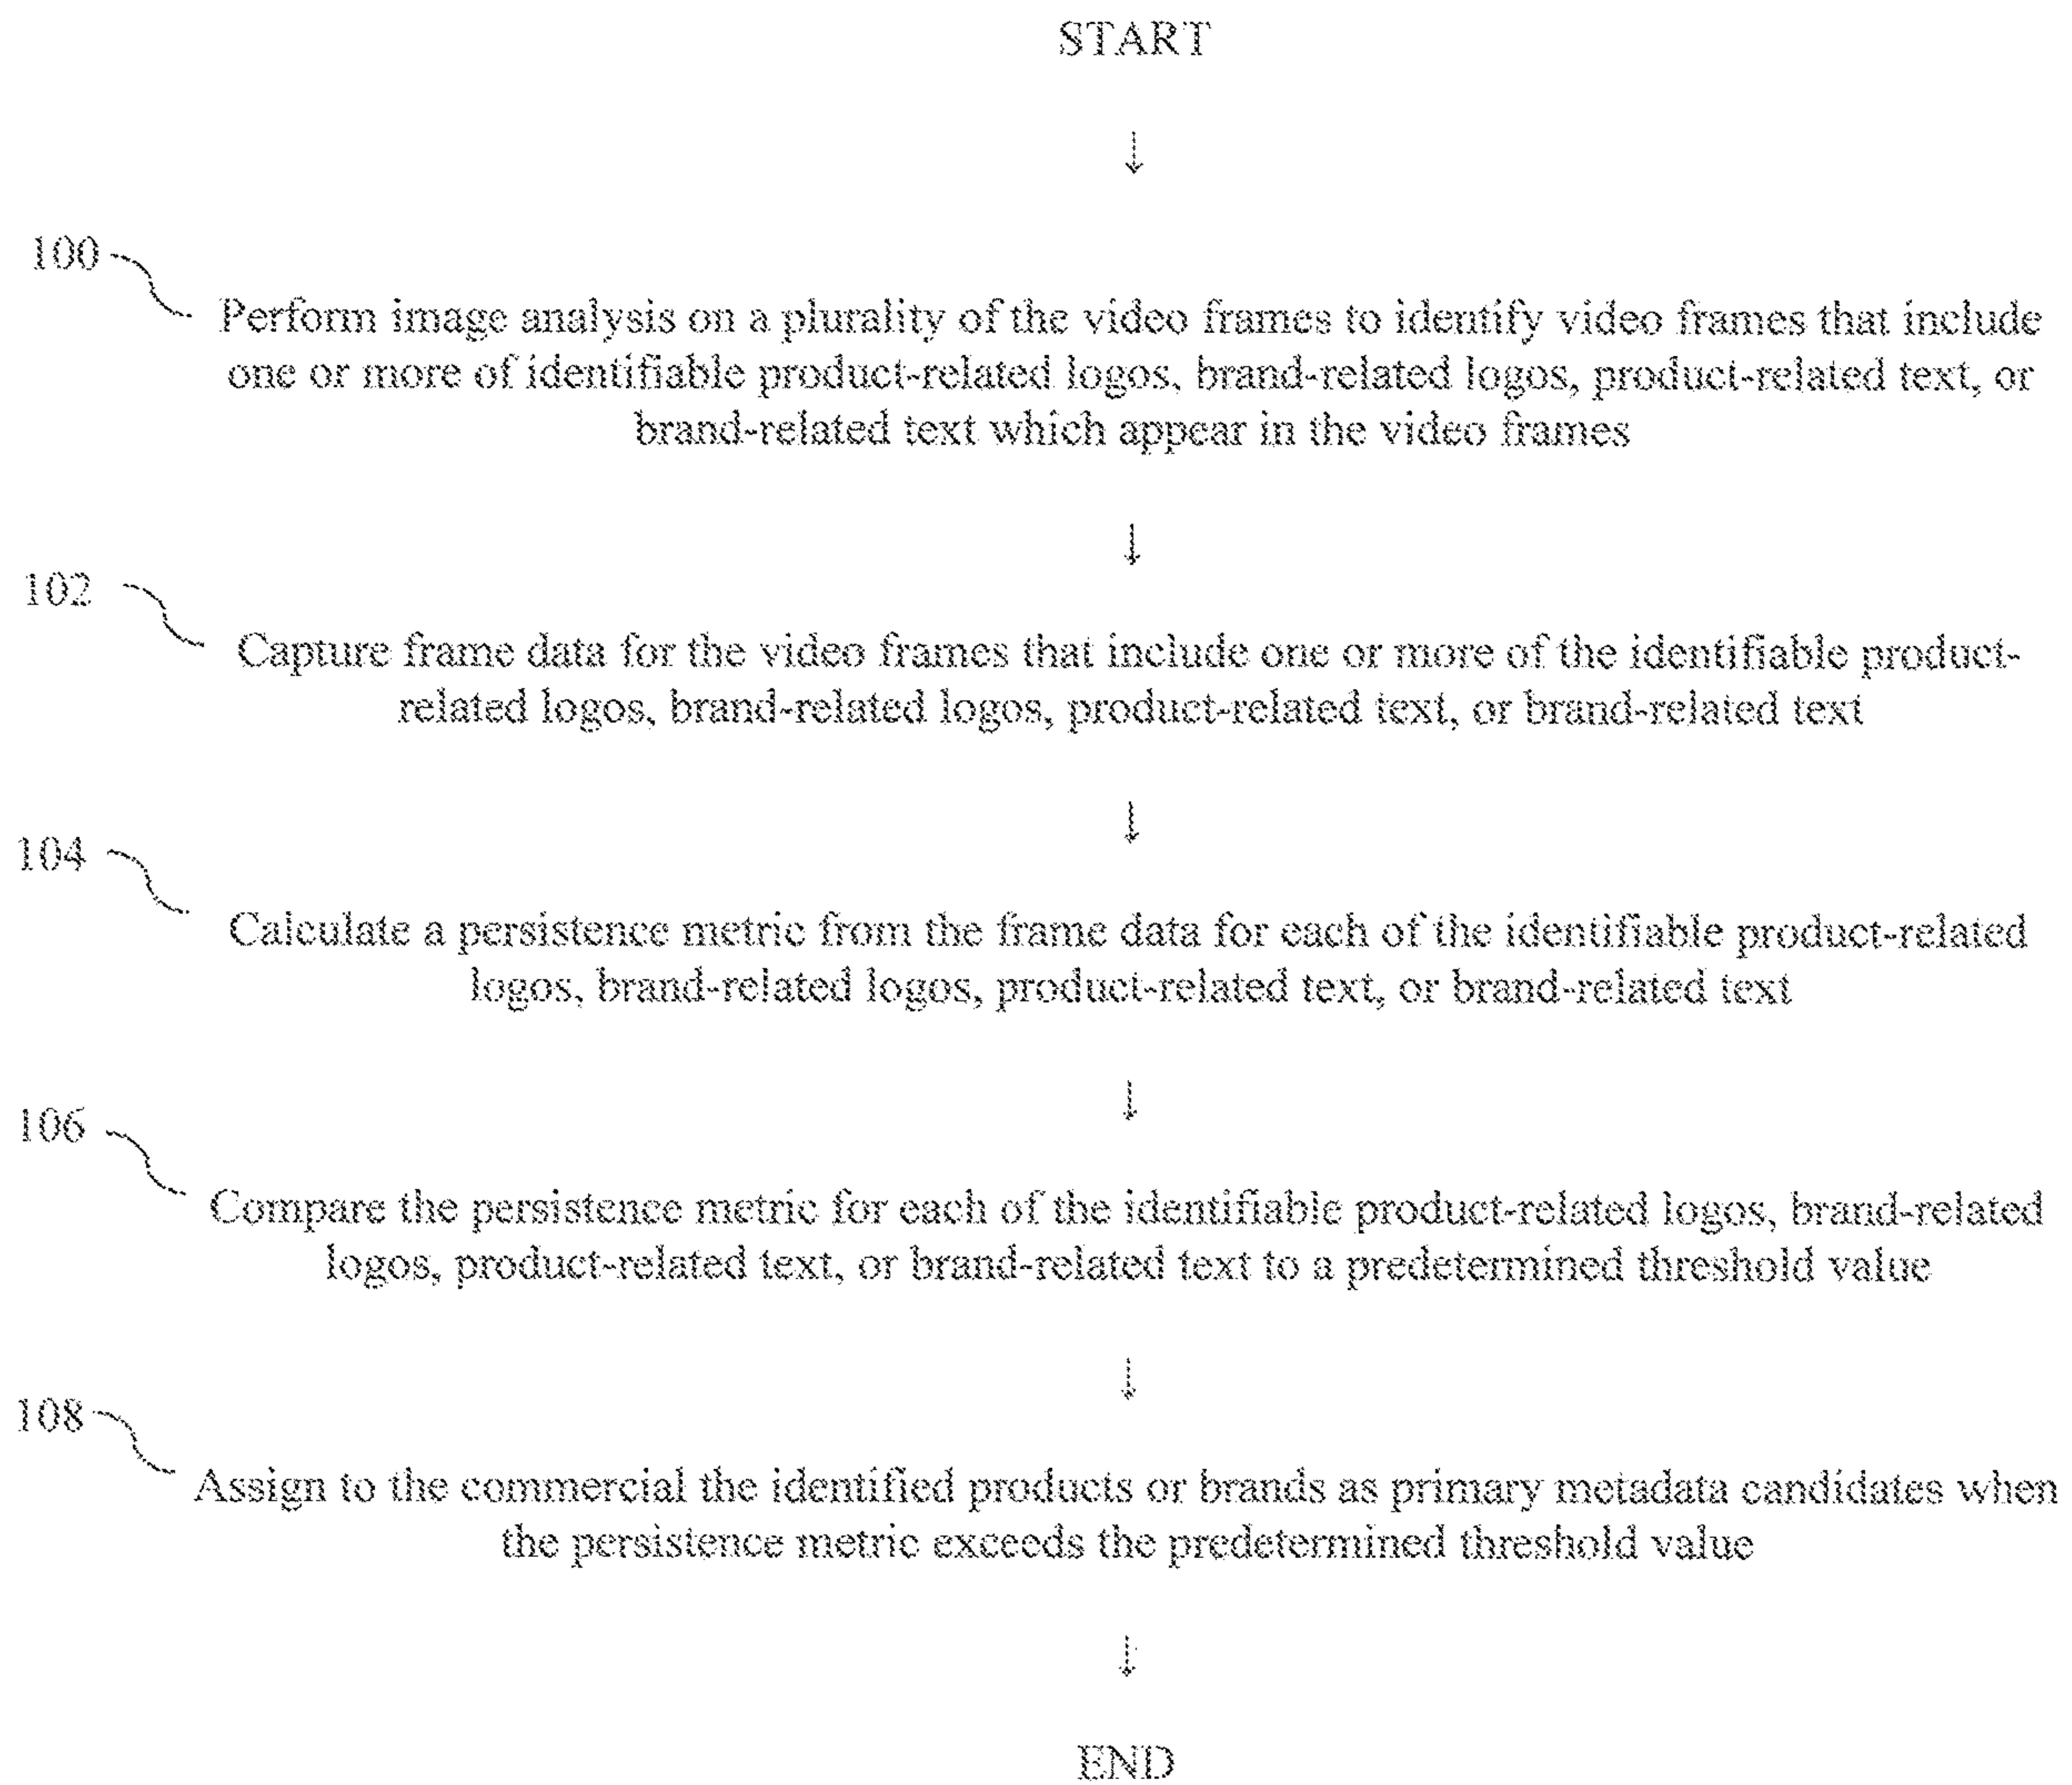 START
↓
100
Perform image analysis on a plurality of the video frames to identify video frames that include
one or more of identifiable product-related logos, brand-related logos, product-related text, or
brand-related text which appear in the video frames
↓
102
Capture frame data for the video frames that include one or more of the identifiable product-
related logos, brand-related logos, product-related text, or brand-related text
↓
104
Calculate a persistence metric from the frame data for each of the identifiable product-related
logos, brand-related logos, product-related text, or brand-related text
↓
106
Compare the persistence metric for each of the identifiable product-related logos, brand-related
logos, product-related text, or brand-related text to a predetermined threshold value
↓
108
Assign to the commercial the identified products or brands as primary metadata candidates when
the persistence metric exceeds the predetermined threshold value
↓
END